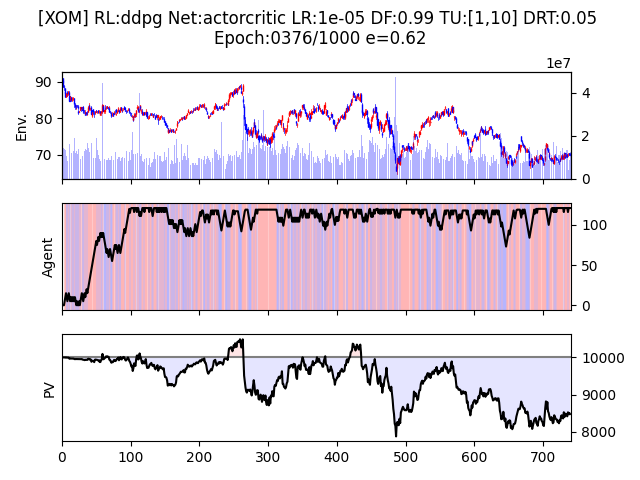 [XOM] RL:ddpg Net:actorcritic LR:1e-05 DF:0.99 TU:[1,10] DRT:0.05
Epoch:0376/1000 e=0.62
1e7
90
80
70
Env.
4
2
0
Agent
100
50
0
PV
10000
9000
8000
0 100 200 300 400 500 600 700